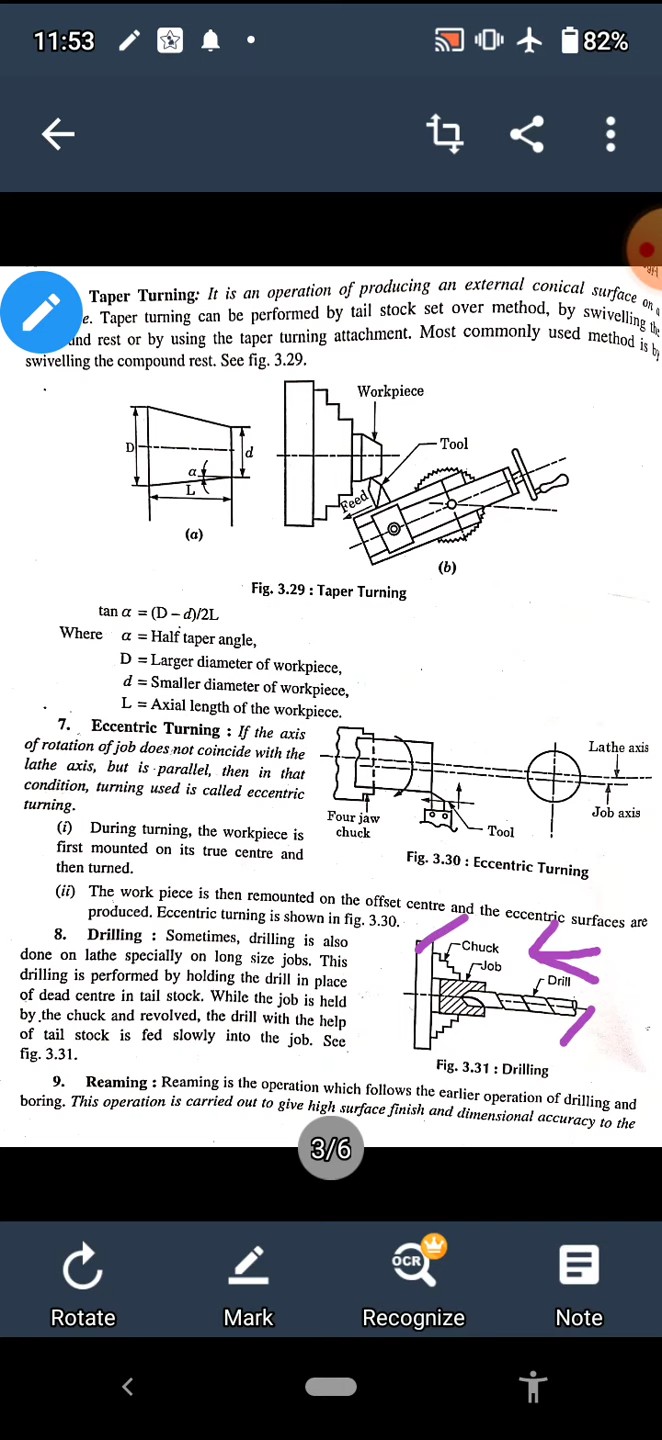 11:53
82%
Taper Turning: It is an operation of producing an external conical surface on a
e. Taper turning can be performed by tail stock set over method, by swivelling the
und rest or by using the taper turning attachment. Most commonly used method is by
swivelling the compound rest. See fig. 3.29.
Workpiece
Tool
D
d
α
L
Feed
(a)
(b)
Fig. 3.29 : Taper Turning
tan α = (D – d)/2L
Where α = Half taper angle,
D = Larger diameter of workpiece,
d = Smaller diameter of workpiece,
L = Axial length of the workpiece.
7. Eccentric Turning : If the axis
of rotation of job does not coincide with the
lathe axis, but is parallel, then in that
condition, turning used is called eccentric
turning.
(i) During turning, the workpiece is
first mounted on its true centre and
then turned.
Lathe axis
Job axis
Four jaw
chuck
Tool
Fig. 3.30 : Eccentric Turning
(ii) The work piece is then remounted on the offset centre and the eccentric surfaces are
produced. Eccentric turning is shown in fig. 3.30.
8. Drilling : Sometimes, drilling is also
done on lathe specially on long size jobs. This
drilling is performed by holding the drill in place
of dead centre in tail stock. While the job is held
by the chuck and revolved, the drill with the help
of tail stock is fed slowly into the job. See
fig. 3.31.
Chuck
Job
Drill
Fig. 3.31 : Drilling
9. Reaming : Reaming is the operation which follows the earlier operation of drilling and
boring. This operation is carried out to give high surface finish and dimensional accuracy to the
3/6
OCR
Rotate
Mark
Recognize
Note